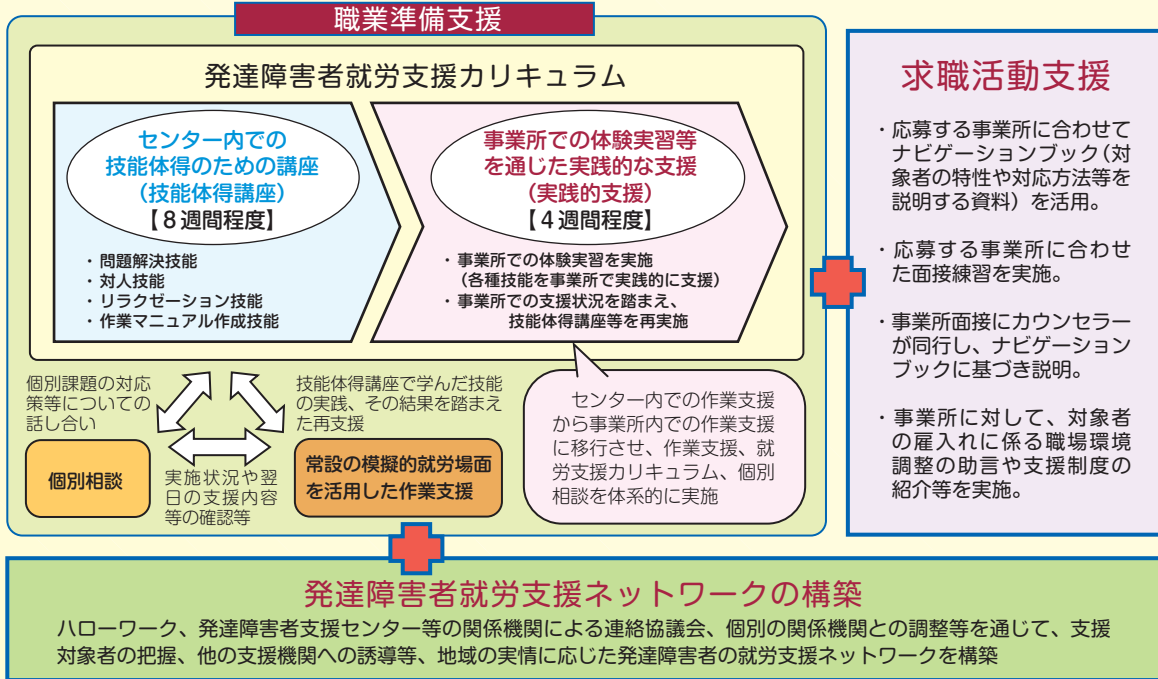 職業準備支援
発達障害者就労支援カリキュラム
センター内での
技能体得のための講座
(技能体得講座)
【8週間程度】
・問題解決技能
・対人技能
・リラクゼーション技能
・作業マニュアル作成技能
事業所での体験実習等
を通じた実践的な支援
(実践的支援)
【4週間程度】
・事業所での体験実習を実施
(各種技能を事業所で実践的に支援)
・事業所での支援状況を踏まえ、
技能体得講座等を再実施
個別課題の対応
策等についての
話し合い
技能体得講座で学んだ技能
の実践、その結果を踏まえ
た再支援
個別相談
実施状況や翌
日の支援内容
等の確認等
常設の模擬的就労場面
を活用した作業支援
センター内での作業支援
から事業所内での作業支援
に移行させ、作業支援、就
労支援カリキュラム、個別
相談を体系的に実施
求職活動支援
・応募する事業所に合わせて
ナビゲーションブック(対
象者の特性や対応方法等を
説明する資料)を活用。
・応募する事業所に合わせ
た面接練習を実施。
・事業所面接にカウンセラー
が同行し、ナビゲーション
ブックに基づき説明。
・事業所に対して、対象者
の雇入れに係る職場環境
調整の助言や支援制度の
紹介等を実施。
発達障害者就労支援ネットワークの構築
ハローワーク、発達障害者支援センター等の関係機関による連絡協議会、個別の関係機関との調整等を通じて、支援
対象者の把握、他の支援機関への誘導等、地域の実情に応じた発達障害者の就労支援ネットワークを構築